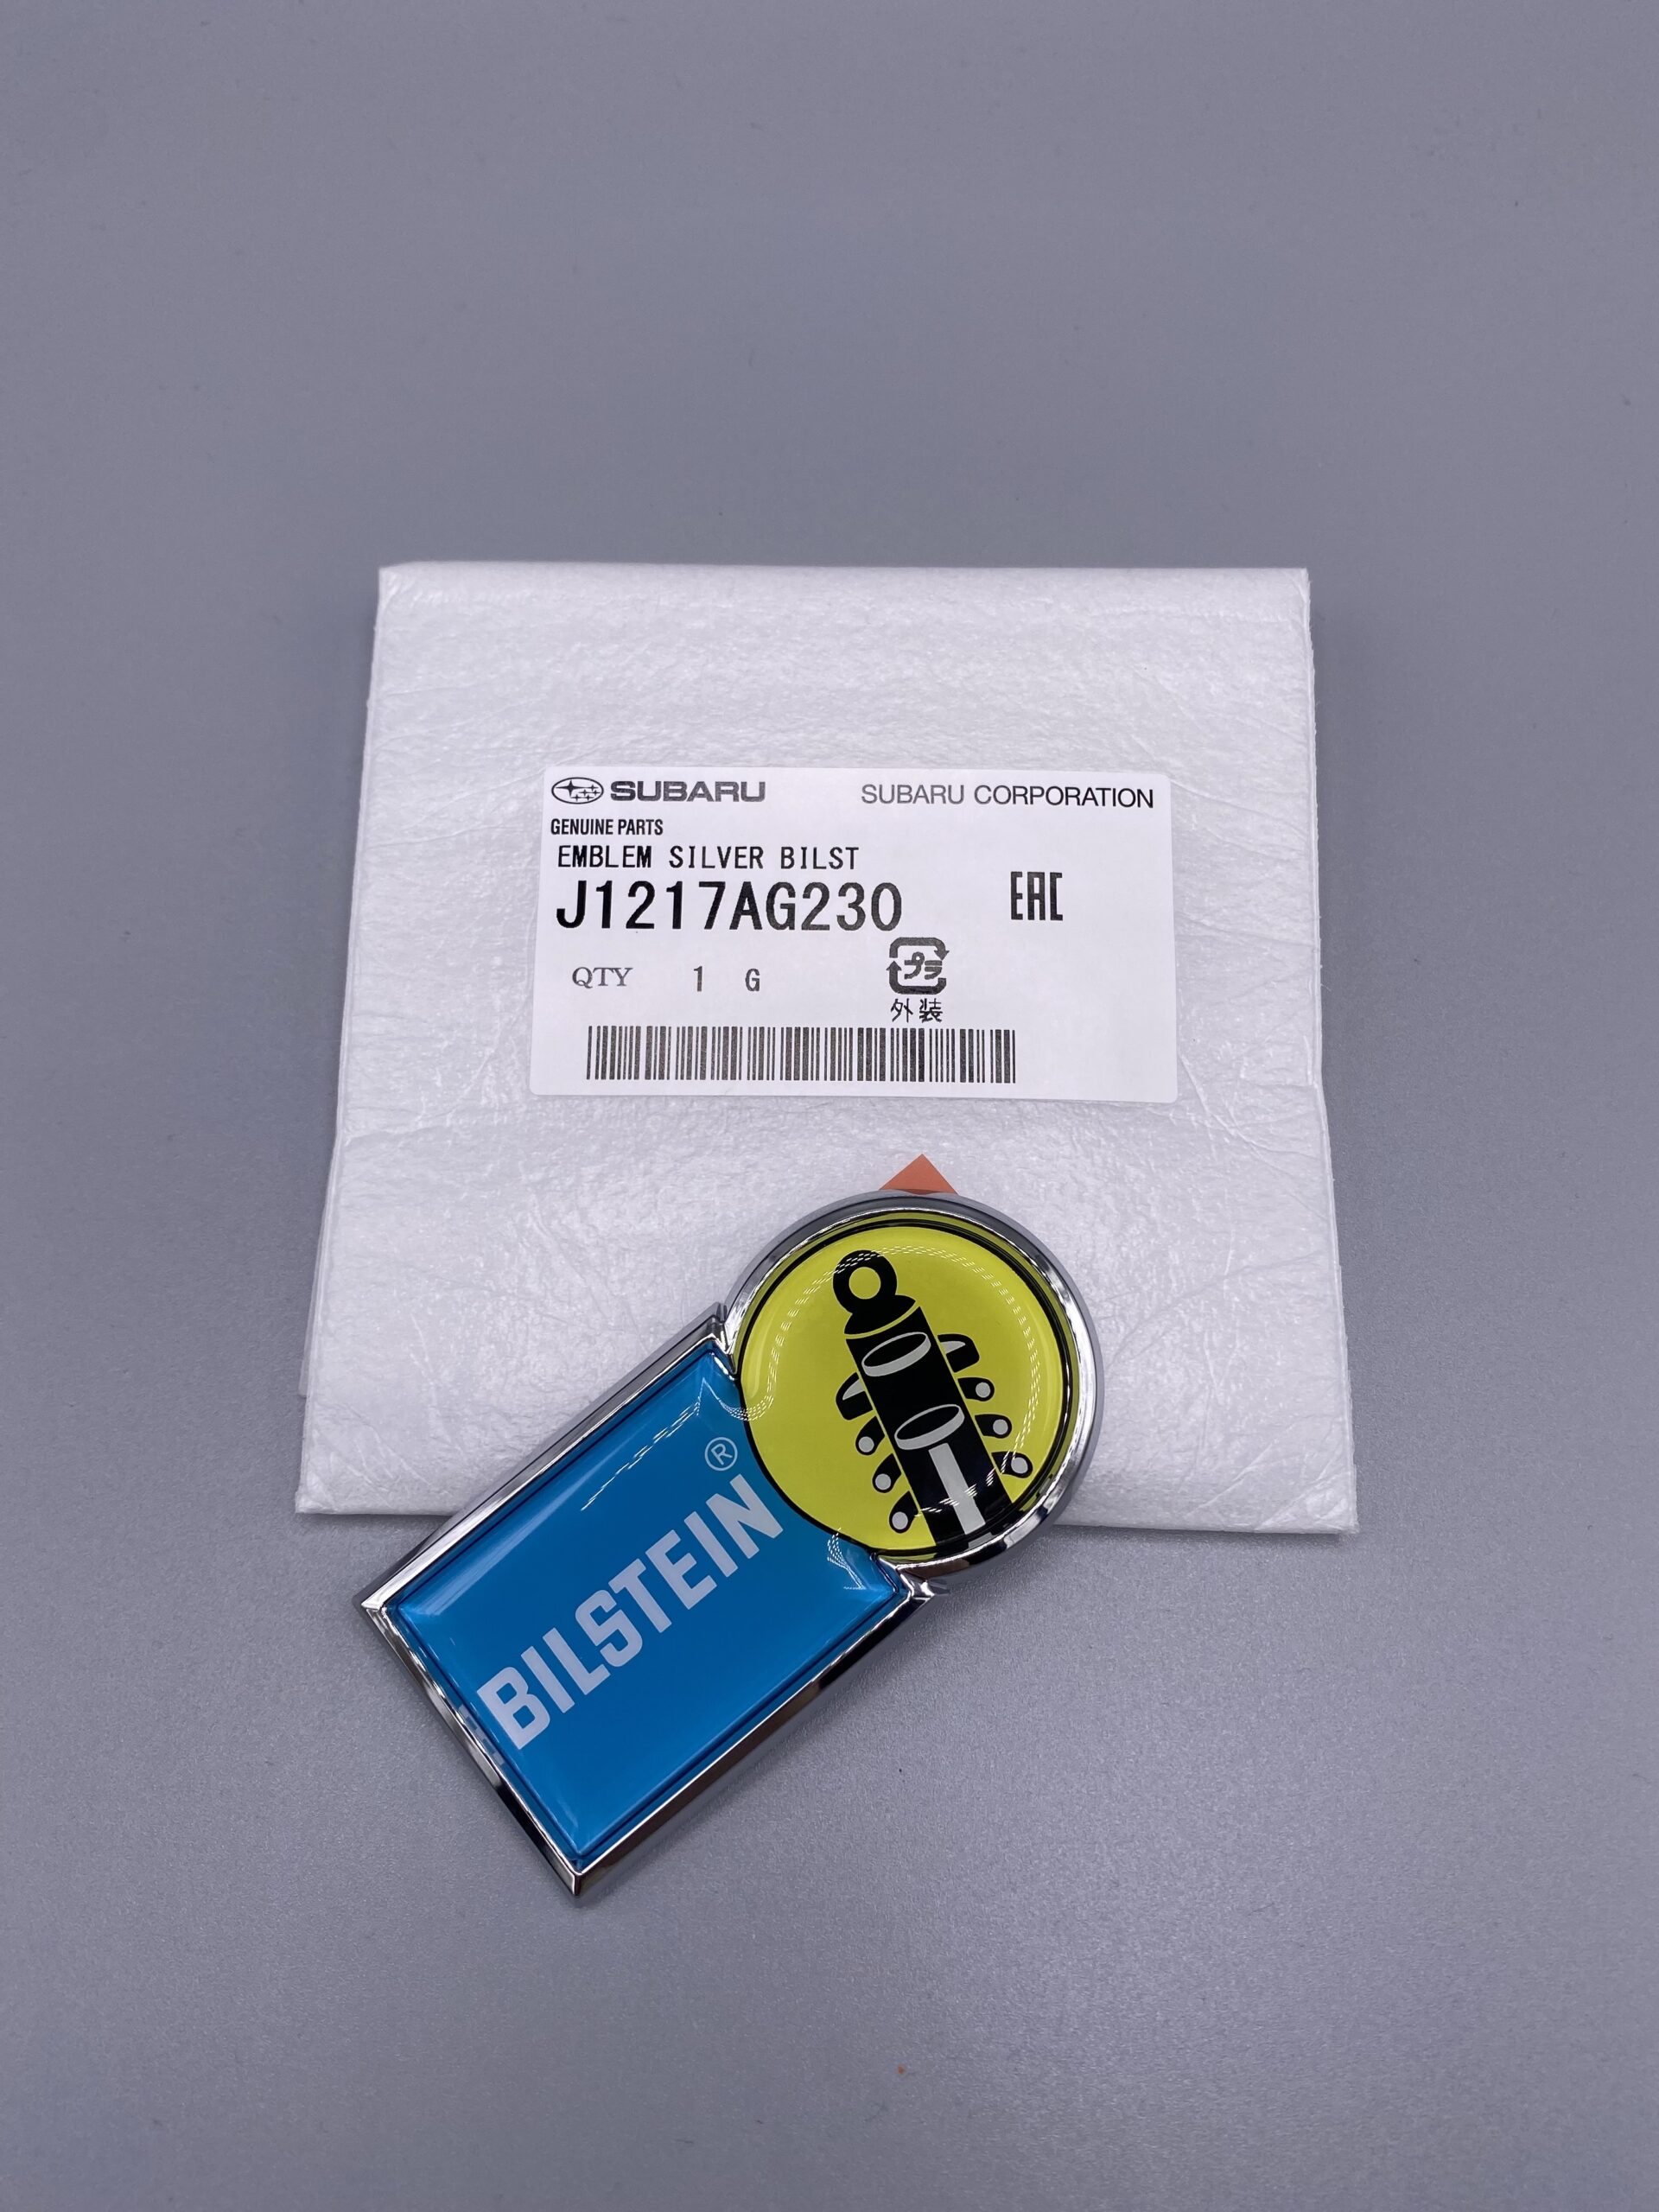 SUBARU SUBARU CORPORATION
GENUINE PARTS
EMBLEM SILVER BILST
J1217AG230 EAC
QTY 1 G プラ
外装
BILSTEIN®